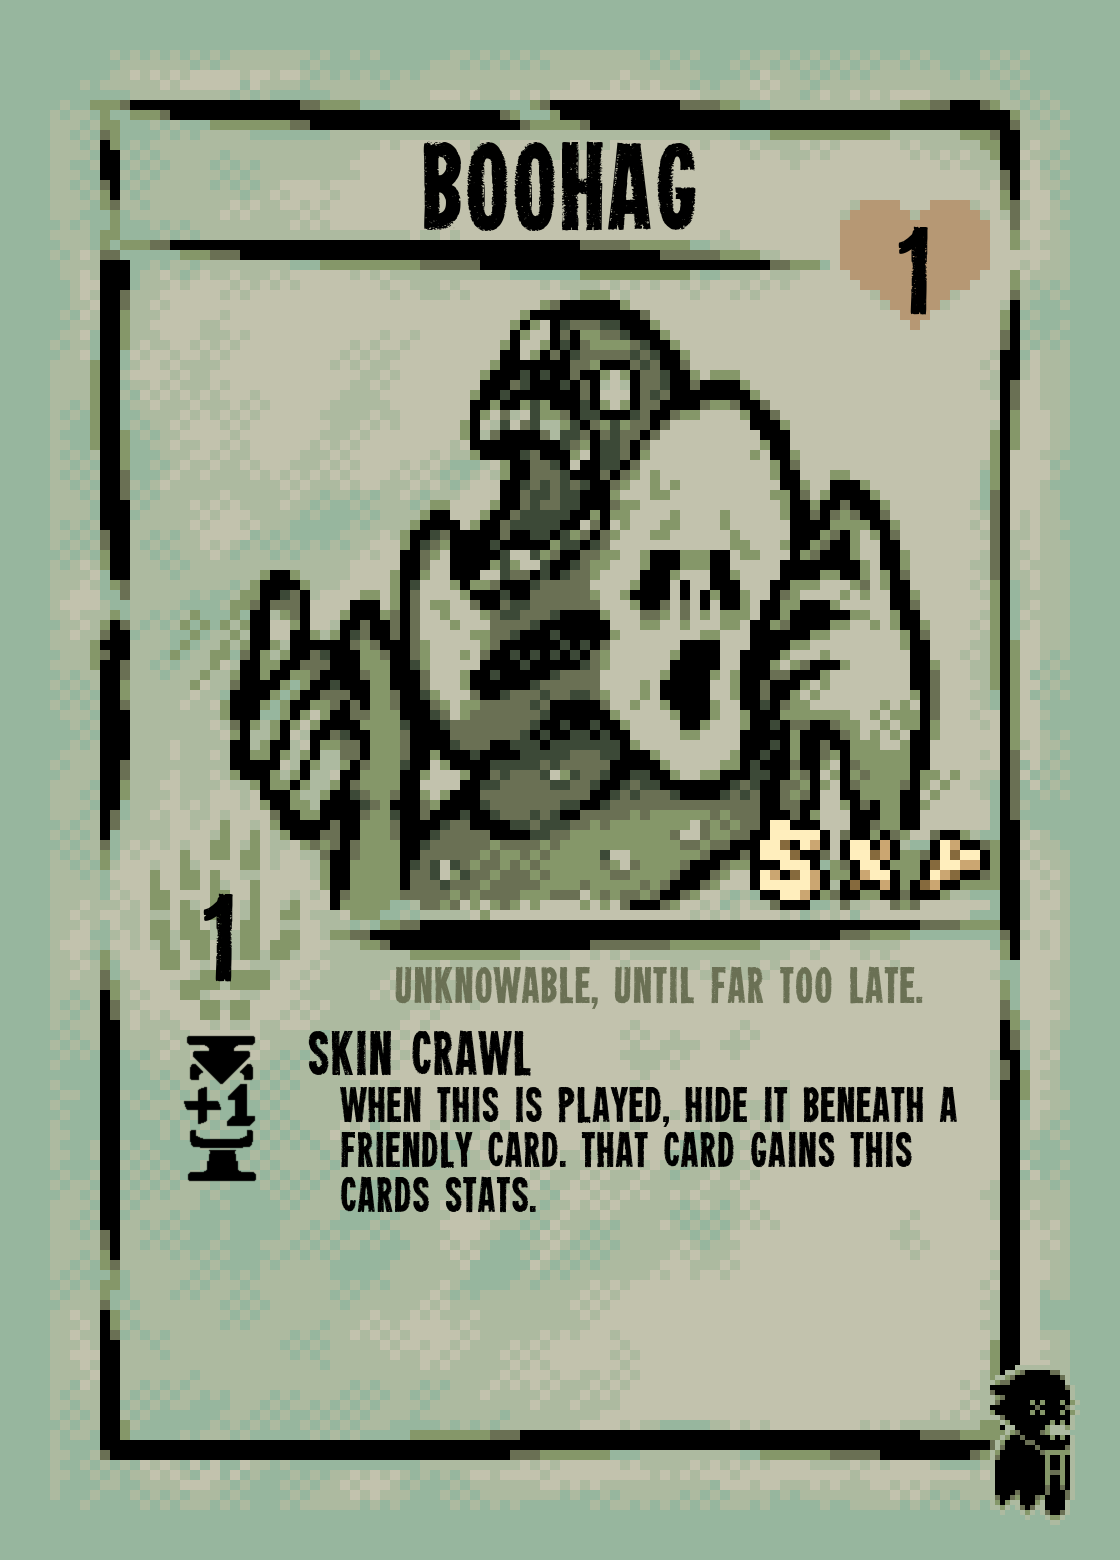 BOOHAG
1
SXP
1
UNKNOWABLE, UNTIL FAR TOO LATE.
SKIN CRAWL
+1
WHEN THIS IS PLAYED, HIDE IT BENEATH A
FRIENDLY CARD. THAT CARD GAINS THIS
CARDS STATS.